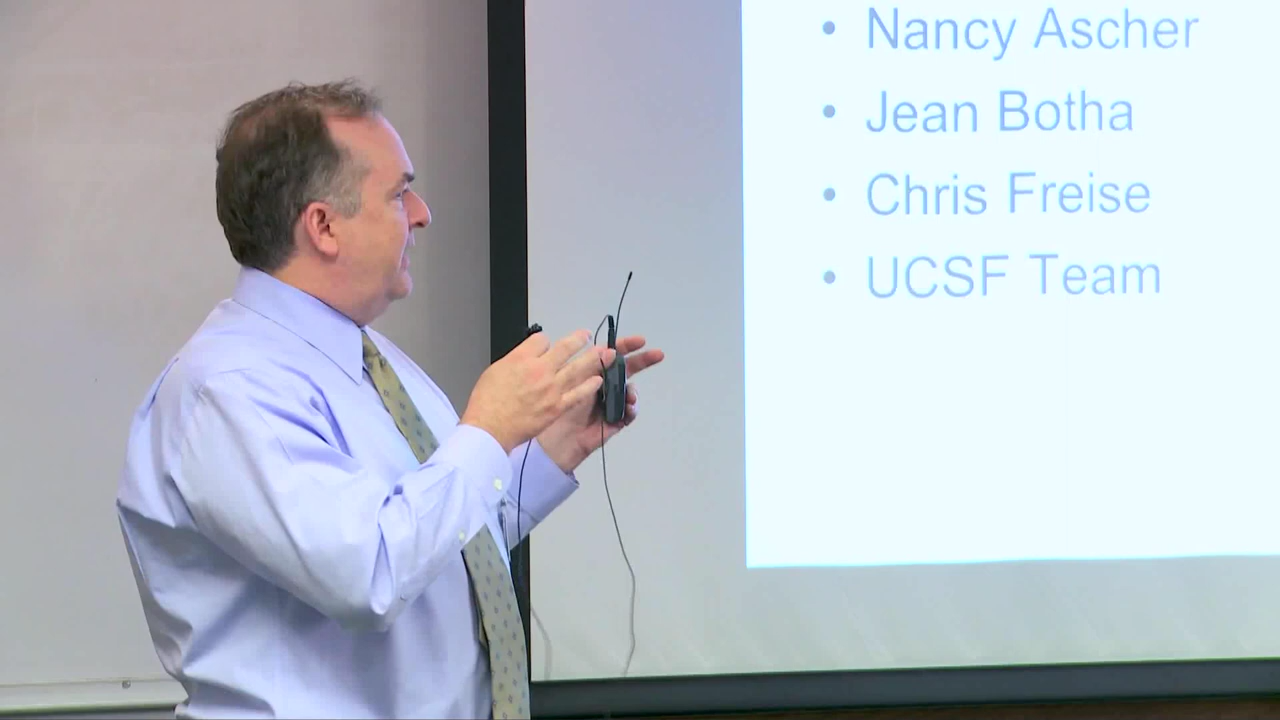 • Nancy Ascher
• Jean Botha
• Chris Freise
• UCSF Team